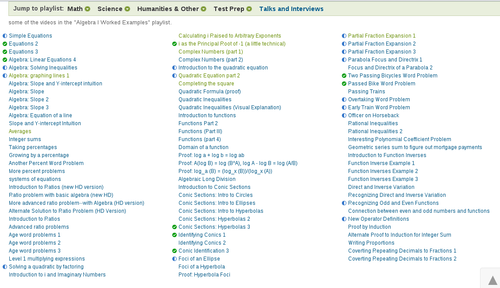 Jump to playlist: Math Science Humanities & Other Test Prep Talks and Interviews
some of the videos in the "Algebra I Worked Examples" playlist.
Simple Equations
Equations 2
Equations 3
Algebra: Linear Equations 4
Algebra: Solving Inequalities
Algebra: graphing lines 1
Algebra: Slope and Y-intercept intuition
Algebra: Slope
Algebra: Slope 2
Algebra: Slope 3
Algebra: Equation of a line
Slope and Y-intercept Intuition
Averages
Integer sums
Taking percentages
Growing by a percentage
Another Percent Word Problem
More percent problems
systems of equations
Introduction to Ratios (new HD version)
Ratio problem with basic algebra (new HD)
More advanced ratio problem--with Algebra (HD version)
Alternate Solution to Ratio Problem (HD Version)
Introduction to Ratios
Advanced ratio problems
Age word problems 1
Age word problems 2
Age word problems 3
Level 1 multiplying expressions
Solving a quadratic by factoring
Introduction to i and Imaginary Numbers
Calculating i Raised to Arbitrary Exponents
i as the Principal Root of -1 (a little technical)
Complex Numbers (part 1)
Complex Numbers (part 2)
Introduction to the quadratic equation
Quadratic Equation part 2
Completing the square
Quadratic Formula (proof)
Quadratic Inequalities
Quadratic Inequalities (Visual Explanation)
Introduction to functions
Functions Part 2
Functions (Part III)
Functions (part 4)
Domain of a function
Proof: log a + log b = log ab
Proof: A(log B) = log (B^A), log A - log B = log (A/B)
Proof: log_a (B) = (log_x (B))/(log_x (A))
Algebraic Long Division
Introduction to Conic Sections
Conic Sections: Intro to Circles
Conic Sections: Intro to Ellipses
Conic Sections: Intro to Hyperbolas
Conic Sections: Hyperbolas 2
Conic Sections: Hyperbolas 3
Identifying Conics 1
Identifying Conics 2
Conic Identification 3
Foci of an Ellipse
Foci of a Hyperbola
Proof: Hyperbola Foci
Partial Fraction Expansion 1
Partial Fraction Expansion 2
Partial Fraction Expansion 3
Parabola Focus and Directrix 1
Focus and Directrix of a Parabola 2
Two Passing Bicycles Word Problem
Passed Bike Word Problem
Passing Trains
Overtaking Word Problem
Early Train Word Problem
Officer on Horseback
Rational Inequalities
Rational Inequalities 2
Interesting Polynomial Coefficient Problem
Geometric series sum to figure out mortgage payments
Introduction to Function Inverses
Function Inverse Example 1
Function Inverses Example 2
Function Inverses Example 3
Direct and Inverse Variation
Recognizing Direct and Inverse Variation
Recognizing Odd and Even Functions
Connection between even and odd numbers and functions
New Operator Definitions
Proof by Induction
Alternate Proof to Induction for Integer Sum
Writing Proportions
Coverting Repeating Decimals to Fractions 1
Coverting Repeating Decimals to Fractions 2